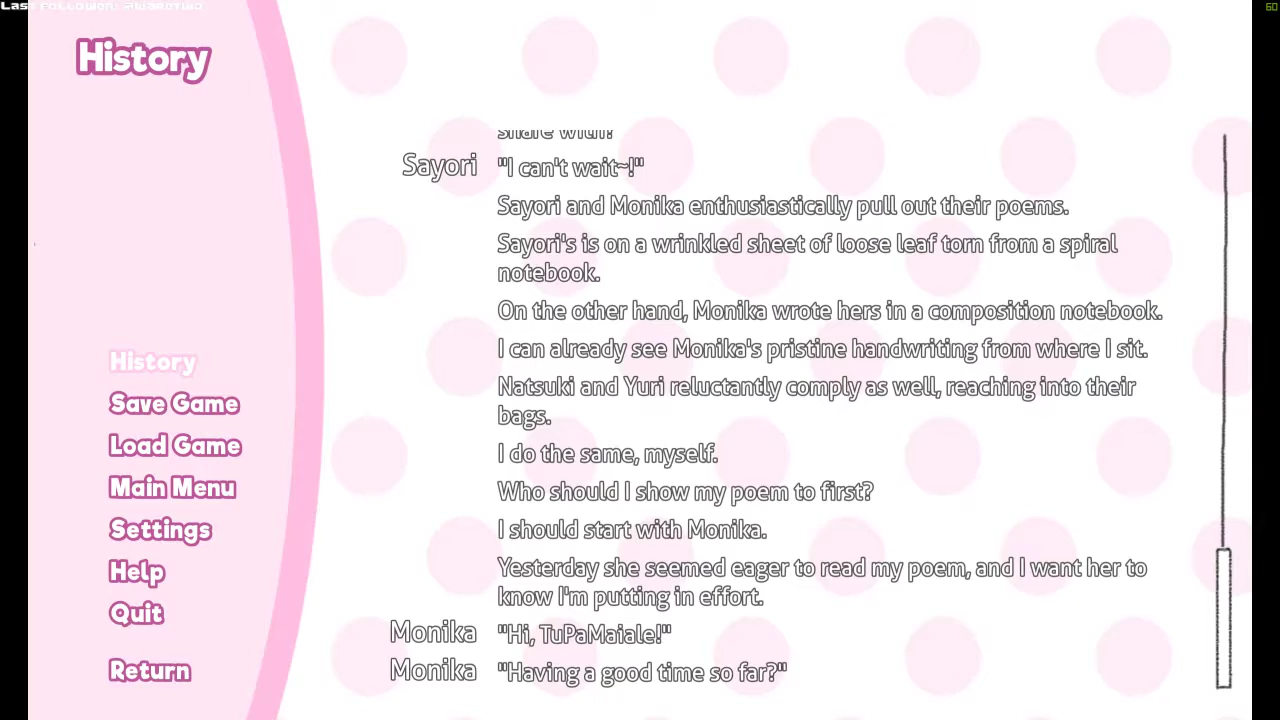 60
History
Sayori "I can't wait~!"
Sayori and Monika enthusiastically pull out their poems.
Sayori's is on a wrinkled sheet of loose leaf torn from a spiral
notebook.
On the other hand, Monika wrote hers in a composition notebook.
I can already see Monika's pristine handwriting from where I sit.
Natsuki and Yuri reluctantly comply as well, reaching into their
bags.
I do the same, myself.
Who should I show my poem to first?
I should start with Monika.
Yesterday she seemed eager to read my poem, and I want her to
know I'm putting in effort.
Monika "Hi, TuPaMaiale!"
Monika "Having a good time so far?"
History
Save Game
Load Game
Main Menu
Settings
Help
Quit
Return